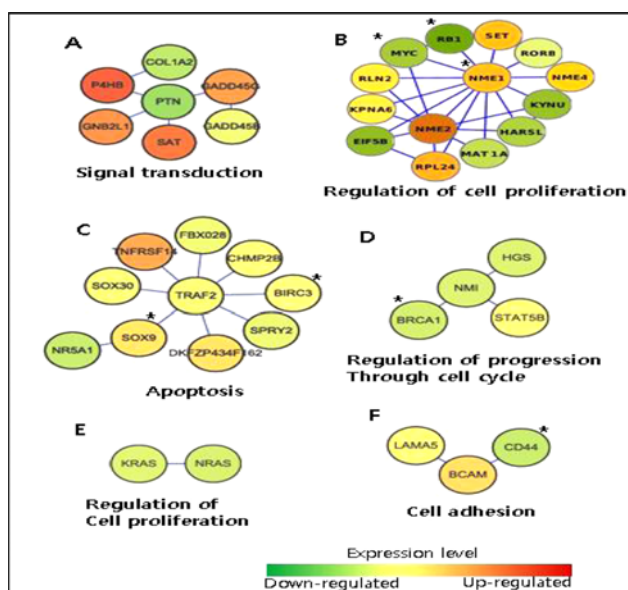 A
COL1A2
P4HB
GADD45G
PTN
GNB2L1
GADD45B
SAT
Signal transduction
B
*
*
RB1
SET
MYC
*
RORB
RLN2
NME1
NME4
KPNA6
KYNU
NME2
EIF5B
HARSL
MAT1A
RPL24
Regulation of cell proliferation
C
FBXO28
TNFRSF14
CHMP2B
*
SOX30
TRAF2
BIRC3
*
SPRY2
NR5A1
SOX9
DKFZP434F162
Apoptosis
D
HGS
NMI
*
BRCA1
STAT5B
Regulation of progression
Through cell cycle
E
KRAS
NRAS
Regulation of
Cell proliferation
F
*
LAMA5
CD44
BCAM
Cell adhesion
Expression level
Down-regulated
Up-regulated